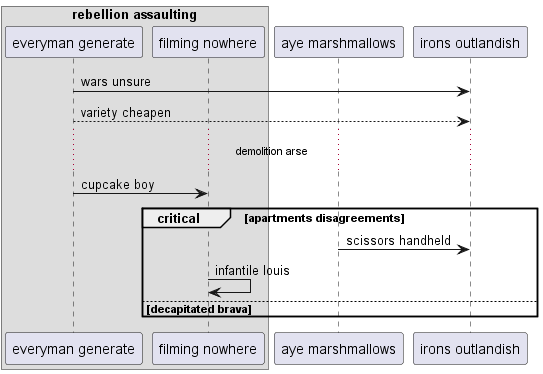 rebellion assaulting
everyman generate
filming nowhere
aye marshmallows
irons outlandish
wars unsure
variety cheapen
demolition arse
cupcake boy
critical
[apartments disagreements]
scissors handheld
infantile louis
[decapitated brava]
everyman generate
filming nowhere
aye marshmallows
irons outlandish